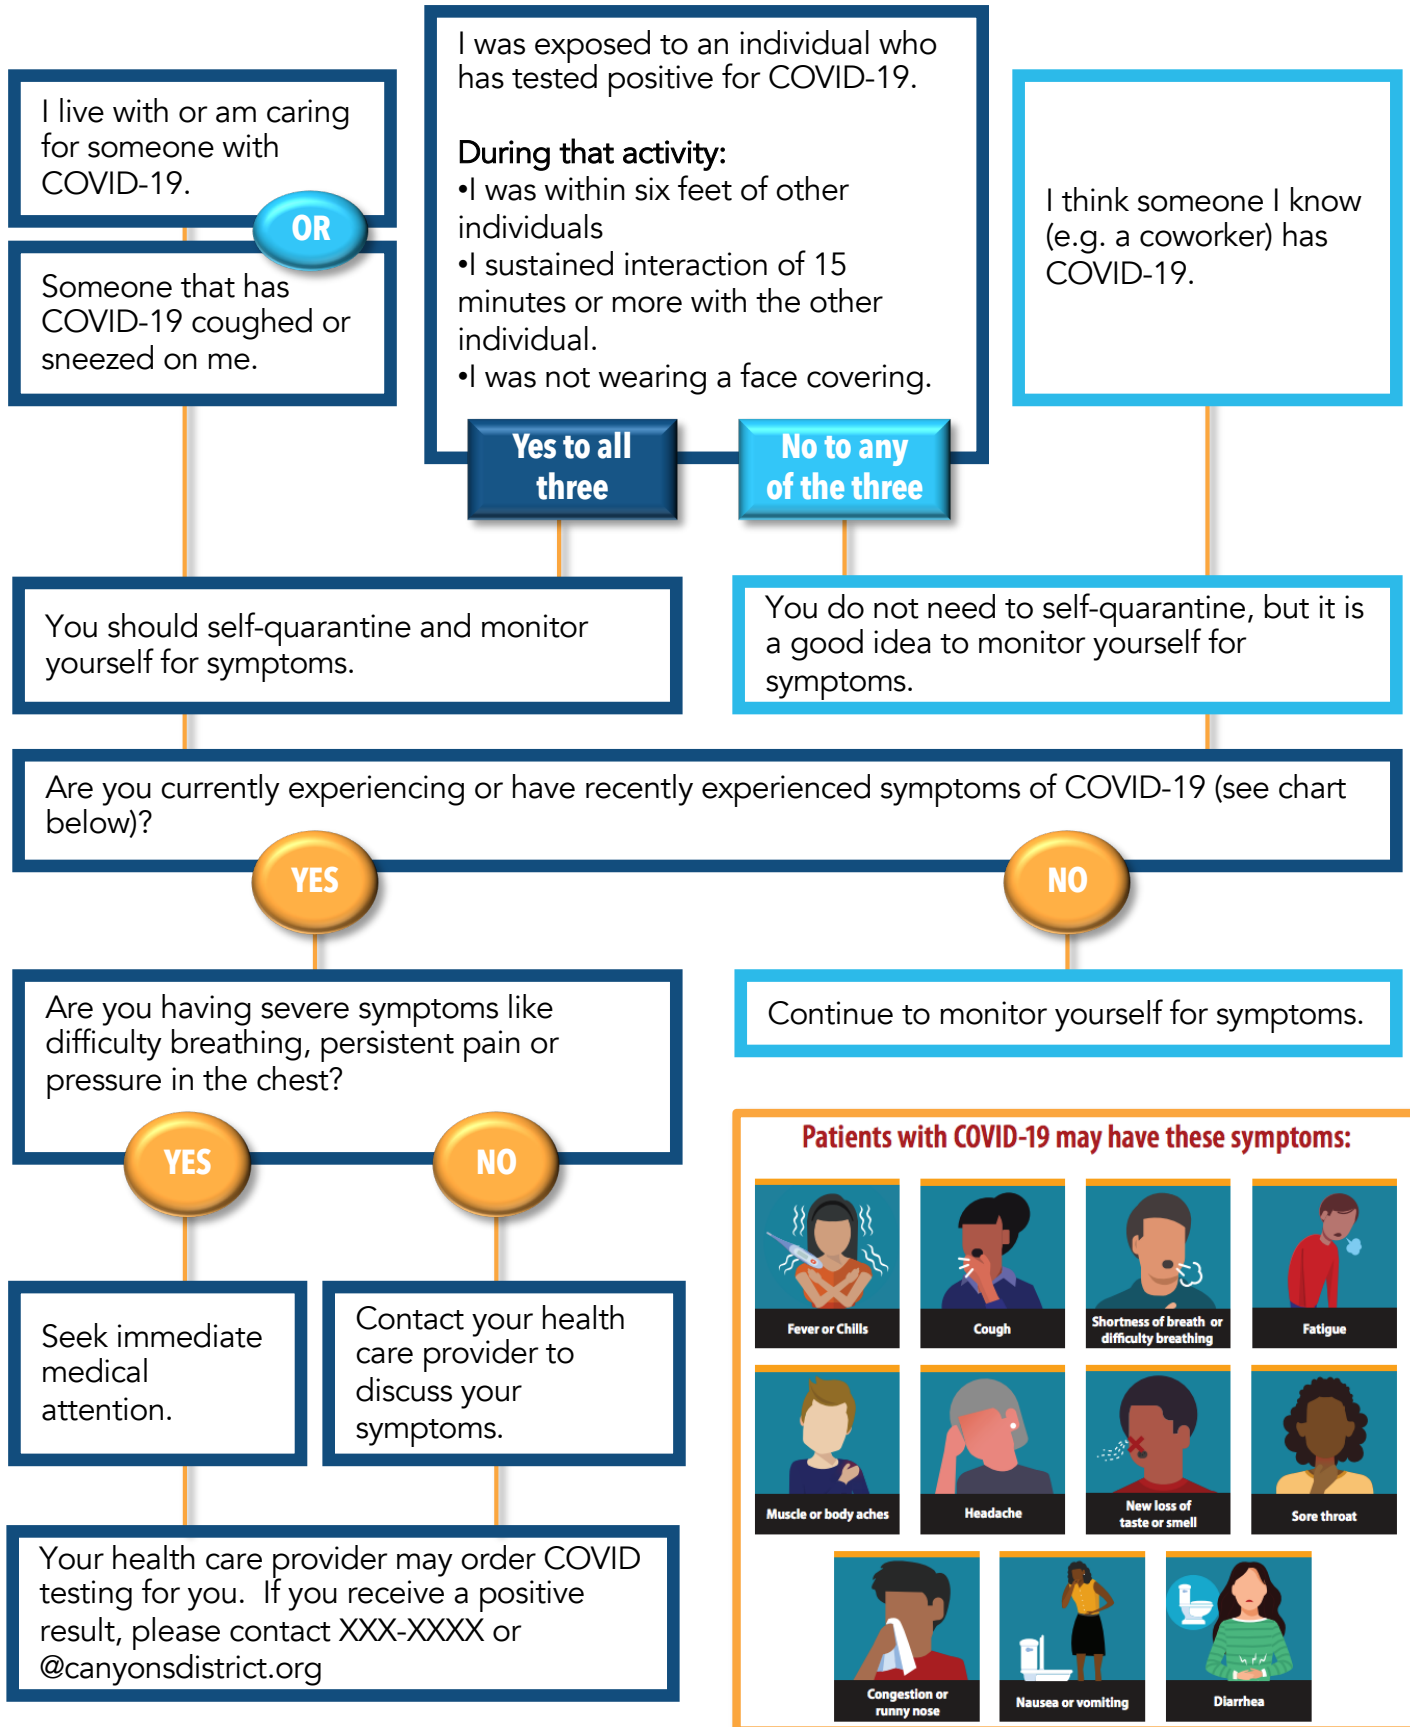 I live with or am caring
for someone with
COVID-19.
OR
Someone that has
COVID-19 coughed or
sneezed on me.
I was exposed to an individual who
has tested positive for COVID-19.
During that activity:
•I was within six feet of other
individuals
•I sustained interaction of 15
minutes or more with the other
individual.
•I was not wearing a face covering.
Yes to all
three
No to any
of the three
I think someone I know
(e.g. a coworker) has
COVID-19.
You should self-quarantine and monitor
yourself for symptoms.
You do not need to self-quarantine, but it is
a good idea to monitor yourself for
symptoms.
Are you currently experiencing or have recently experienced symptoms of COVID-19 (see chart
below)?
YES
NO
Are you having severe symptoms like
difficulty breathing, persistent pain or
pressure in the chest?
YES
NO
Continue to monitor yourself for symptoms.
Seek immediate
medical
attention.
Contact your health
care provider to
discuss your
symptoms.
Your health care provider may order COVID
testing for you.  If you receive a positive
result, please contact XXX-XXXX or
@canyonsdistrict.org
Patients with COVID-19 may have these symptoms:
Fever or Chills
Cough
Shortness of breath or
difficulty breathing
Fatigue
Muscle or body aches
Headache
New loss of
taste or smell
Sore throat
Congestion or
runny nose
Nausea or vomiting
Diarrhea